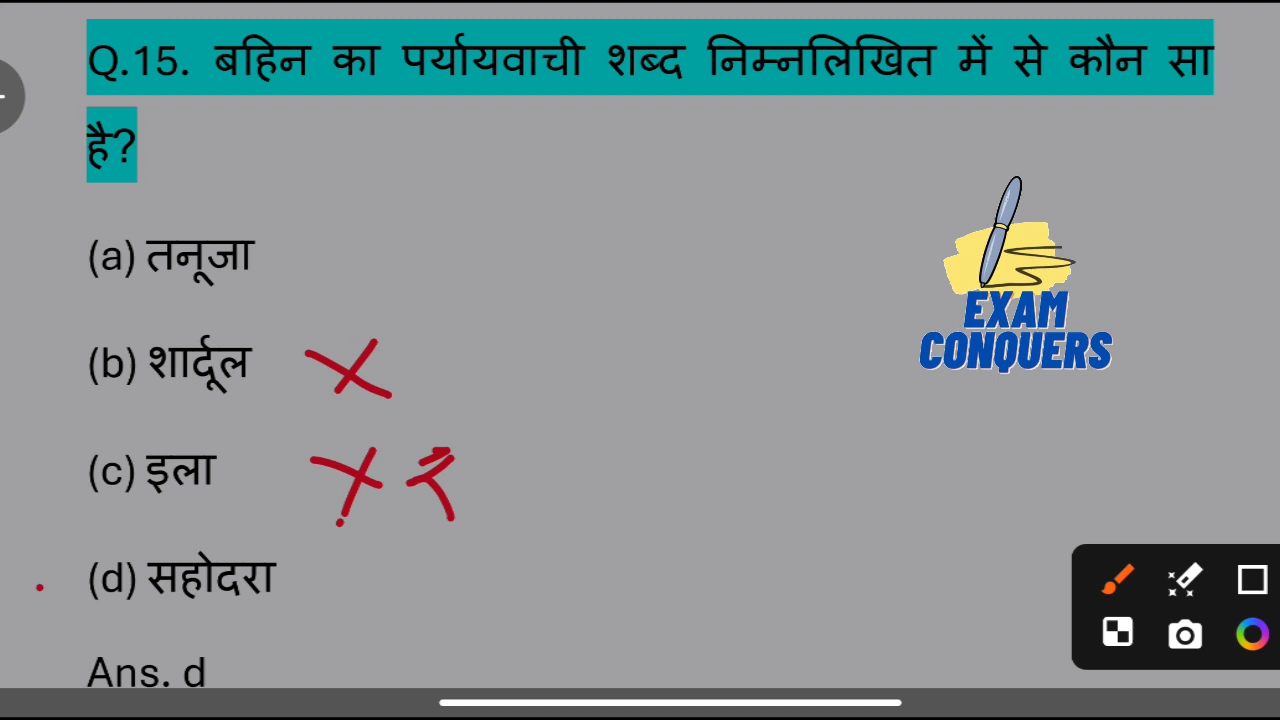 Q.15. बहिन का पर्यायवाची शब्द निम्नलिखित में से कौन सा
है?
(a) तनूजा
(b) शार्दूल
(c) इला
(d) सहोदरा
Ans. d
EXAM
CONQUERS